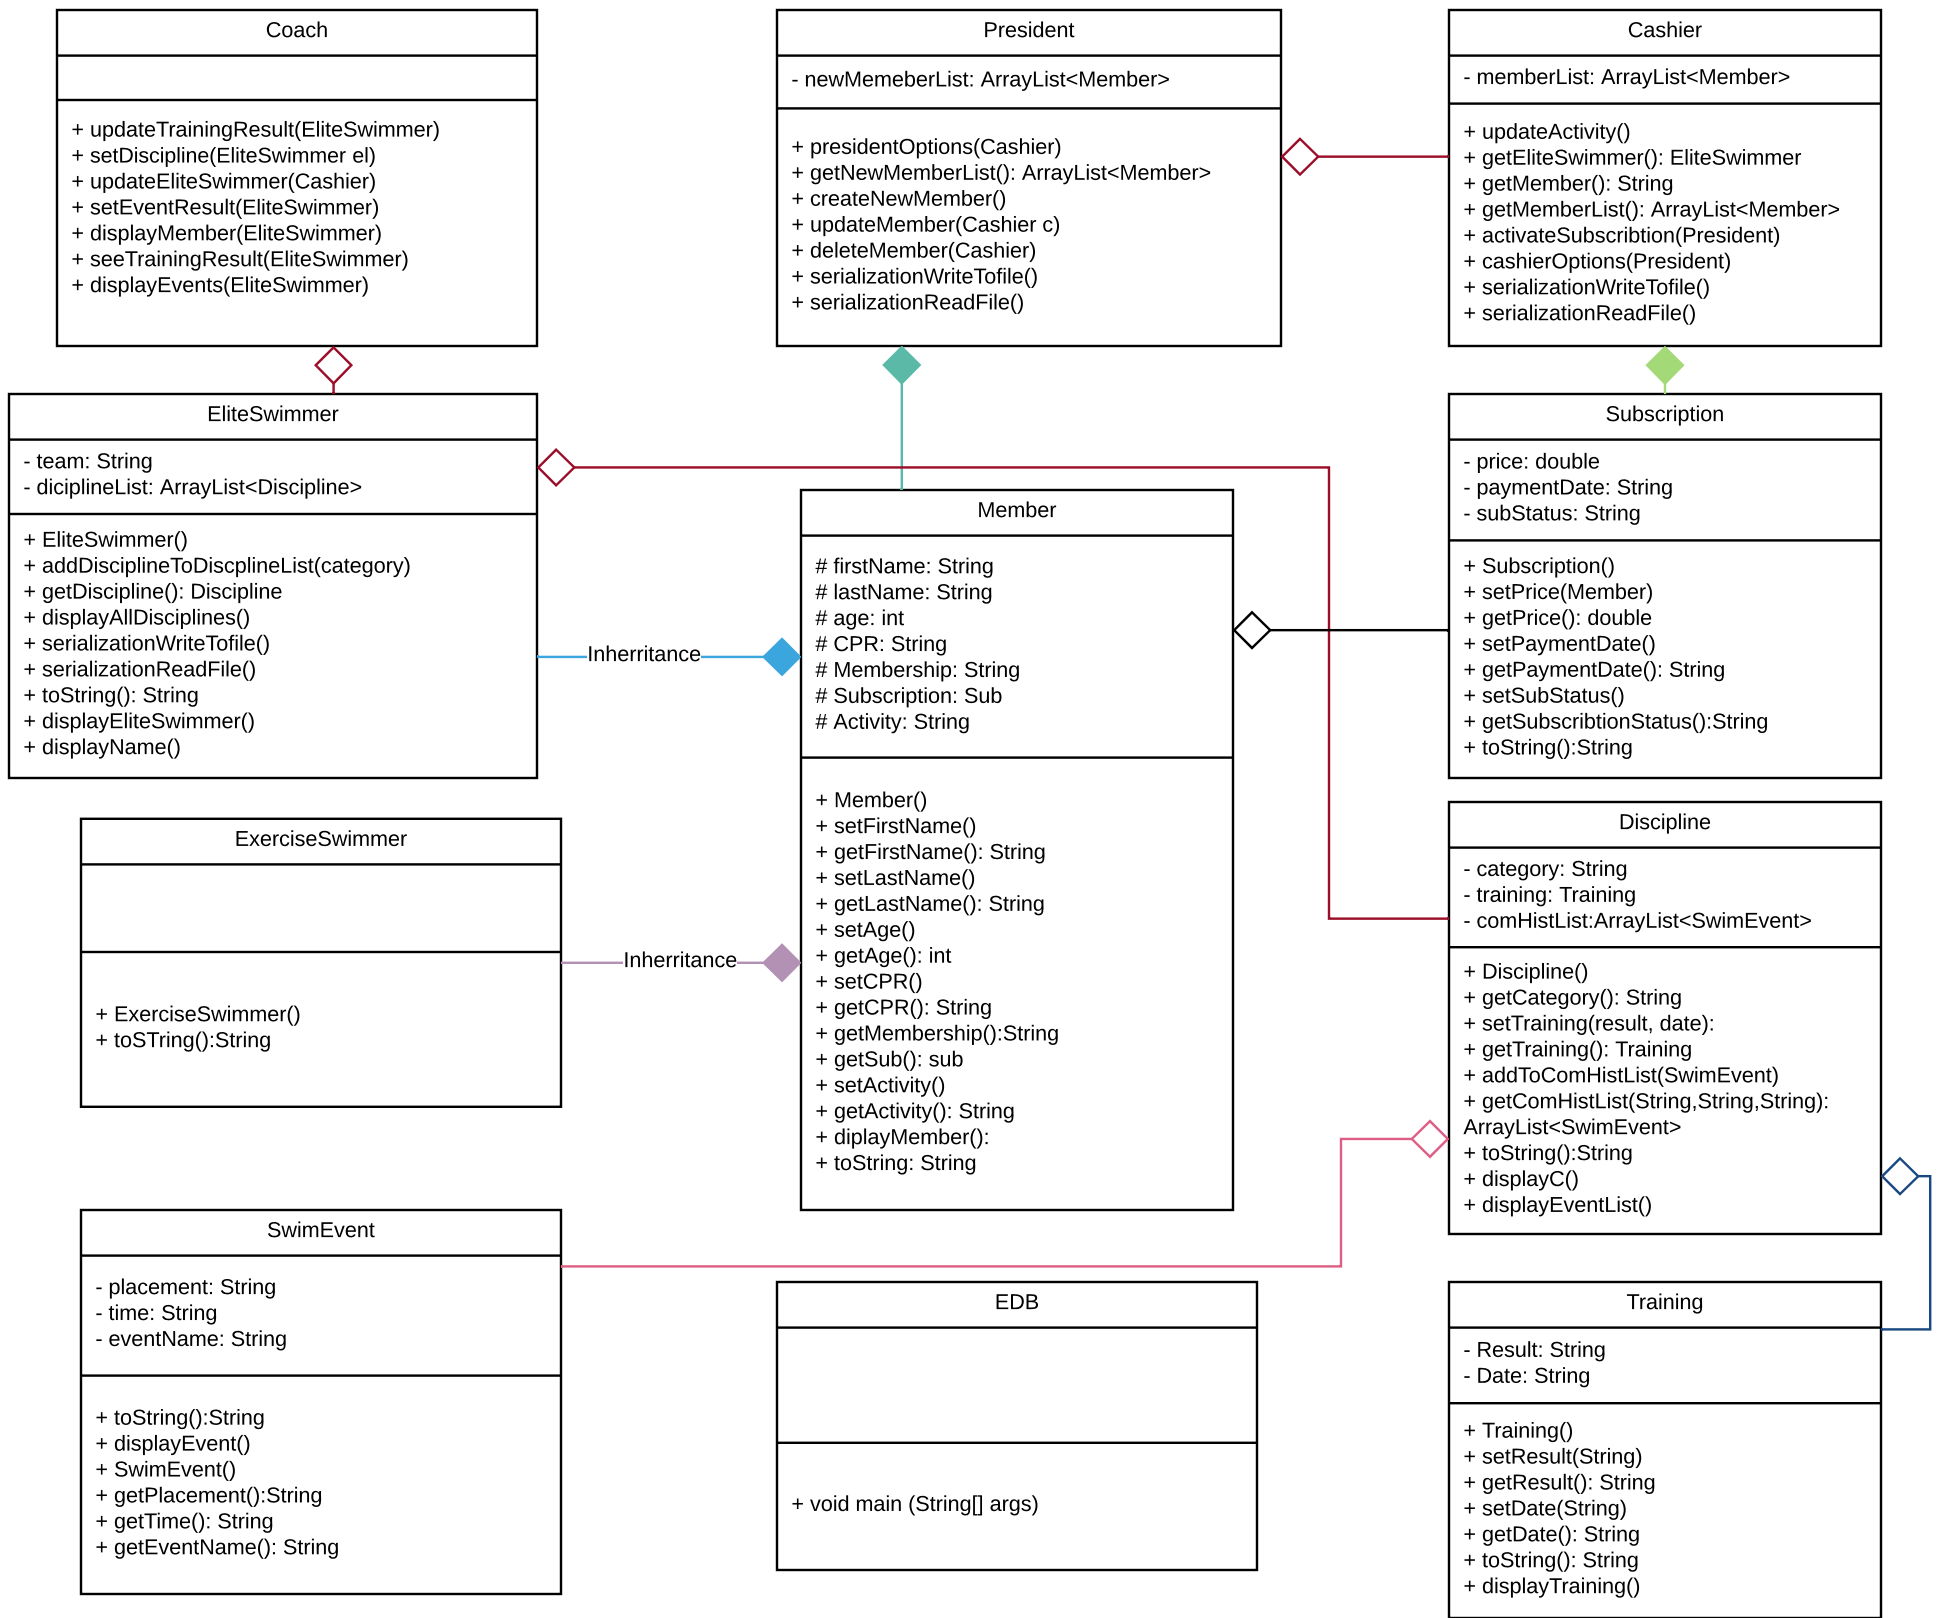 Coach
+ updateTrainingResult(EliteSwimmer)
+ setDiscipline(EliteSwimmer el)
+ updateEliteSwimmer(Cashier)
+ setEventResult(EliteSwimmer)
+ displayMember(EliteSwimmer)
+ seeTrainingResult(EliteSwimmer)
+ displayEvents(EliteSwimmer)
President
- newMemeberList: ArrayList<Member>
+ presidentOptions(Cashier)
+ getNewMemberList(): ArrayList<Member>
+ createNewMember()
+ updateMember(Cashier c)
+ deleteMember(Cashier)
+ serializationWriteTofile()
+ serializationReadFile()
Cashier
- memberList: ArrayList<Member>
+ updateActivity()
+ getEliteSwimmer(): EliteSwimmer
+ getMember(): String
+ getMemberList(): ArrayList<Member>
+ activateSubscribtion(President)
+ cashierOptions(President)
+ serializationWriteTofile()
+ serializationReadFile()
EliteSwimmer
- team: String
- diciplineList: ArrayList<Discipline>
+ EliteSwimmer()
+ addDisciplineToDiscplineList(category)
+ getDiscipline(): Discipline
+ displayAllDisciplines()
+ serializationWriteTofile()
+ serializationReadFile()
+ toString(): String
+ displayEliteSwimmer()
+ displayName()
Inherritance
Member
# firstName: String
# lastName: String
# age: int
# CPR: String
# Membership: String
# Subscription: Sub
# Activity: String
+ Member()
+ setFirstName()
+ getFirstName(): String
+ setLastName()
+ getLastName(): String
+ setAge()
+ getAge(): int
+ setCPR()
+ getCPR(): String
+ getMembership():String
+ getSub(): sub
+ setActivity()
+ getActivity(): String
+ diplayMember():
+ toString: String
Subscription
- price: double
- paymentDate: String
- subStatus: String
+ Subscription()
+ setPrice(Member)
+ getPrice(): double
+ setPaymentDate()
+ getPaymentDate(): String
+ setSubStatus()
+ getSubscribtionStatus():String
+ toString():String
ExerciseSwimmer
+ ExerciseSwimmer()
+ toSTring():String
Inherritance
Discipline
- category: String
- training: Training
- comHistList:ArrayList<SwimEvent>
+ Discipline()
+ getCategory(): String
+ setTraining(result, date):
+ getTraining(): Training
+ addToComHistList(SwimEvent)
+ getComHistList(String,String,String):
ArrayList<SwimEvent>
+ toString():String
+ displayC()
+ displayEventList()
SwimEvent
- placement: String
- time: String
- eventName: String
+ toString():String
+ displayEvent()
+ SwimEvent()
+ getPlacement():String
+ getTime(): String
+ getEventName(): String
EDB
+ void main (String[] args)
Training
- Result: String
- Date: String
+ Training()
+ setResult(String)
+ getResult(): String
+ setDate(String)
+ getDate(): String
+ toString(): String
+ displayTraining()